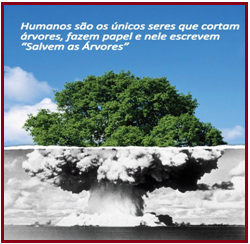 Humanos são os únicos seres que cortam
árvores, fazem papel e nele escrevem
“Salvem as Árvores”